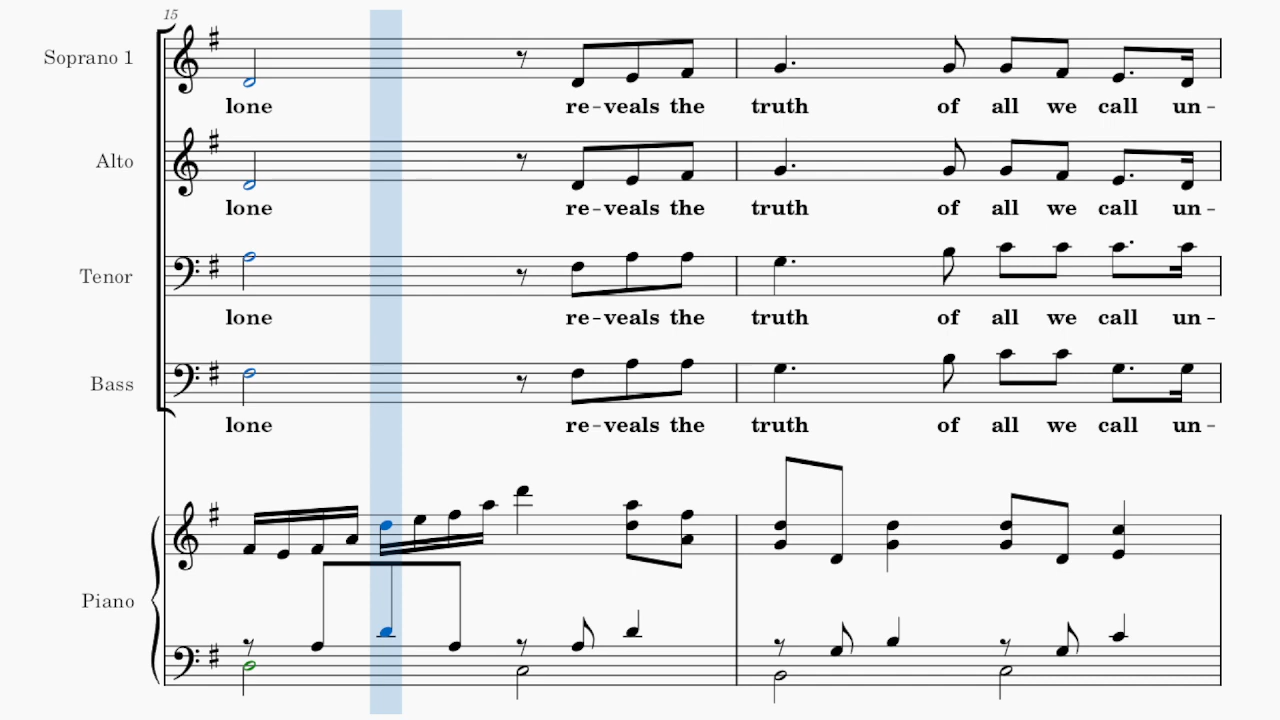 15
Soprano 1
lone re-veals the truth of all we call un-
Alto
lone re-veals the truth of all we call un-
Tenor
lone re-veals the truth of all we call un-
Bass
lone re-veals the truth of all we call un-
Piano